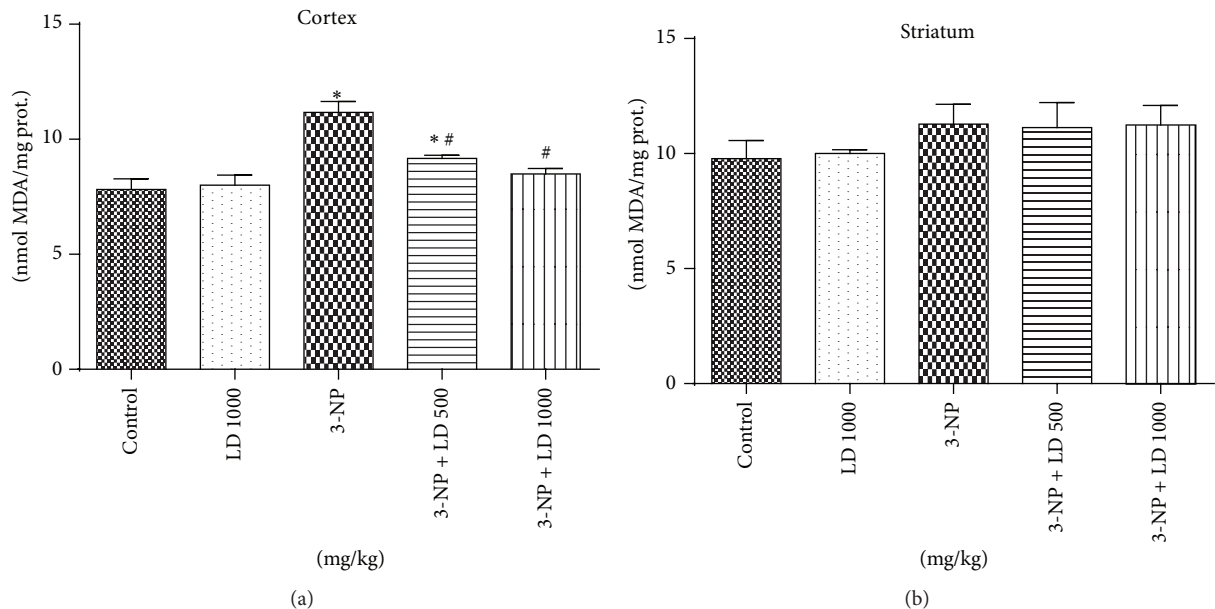 Cortex
15
10
5
0
(nmol MDA/mg prot.)
*
* #
#
Control
LD 1000
3-NP
3-NP + LD 500
3-NP + LD 1000
(mg/kg)
(a)
Striatum
15
10
5
0
(nmol MDA/mg prot.)
Control
LD 1000
3-NP
3-NP + LD 500
3-NP + LD 1000
(mg/kg)
(b)